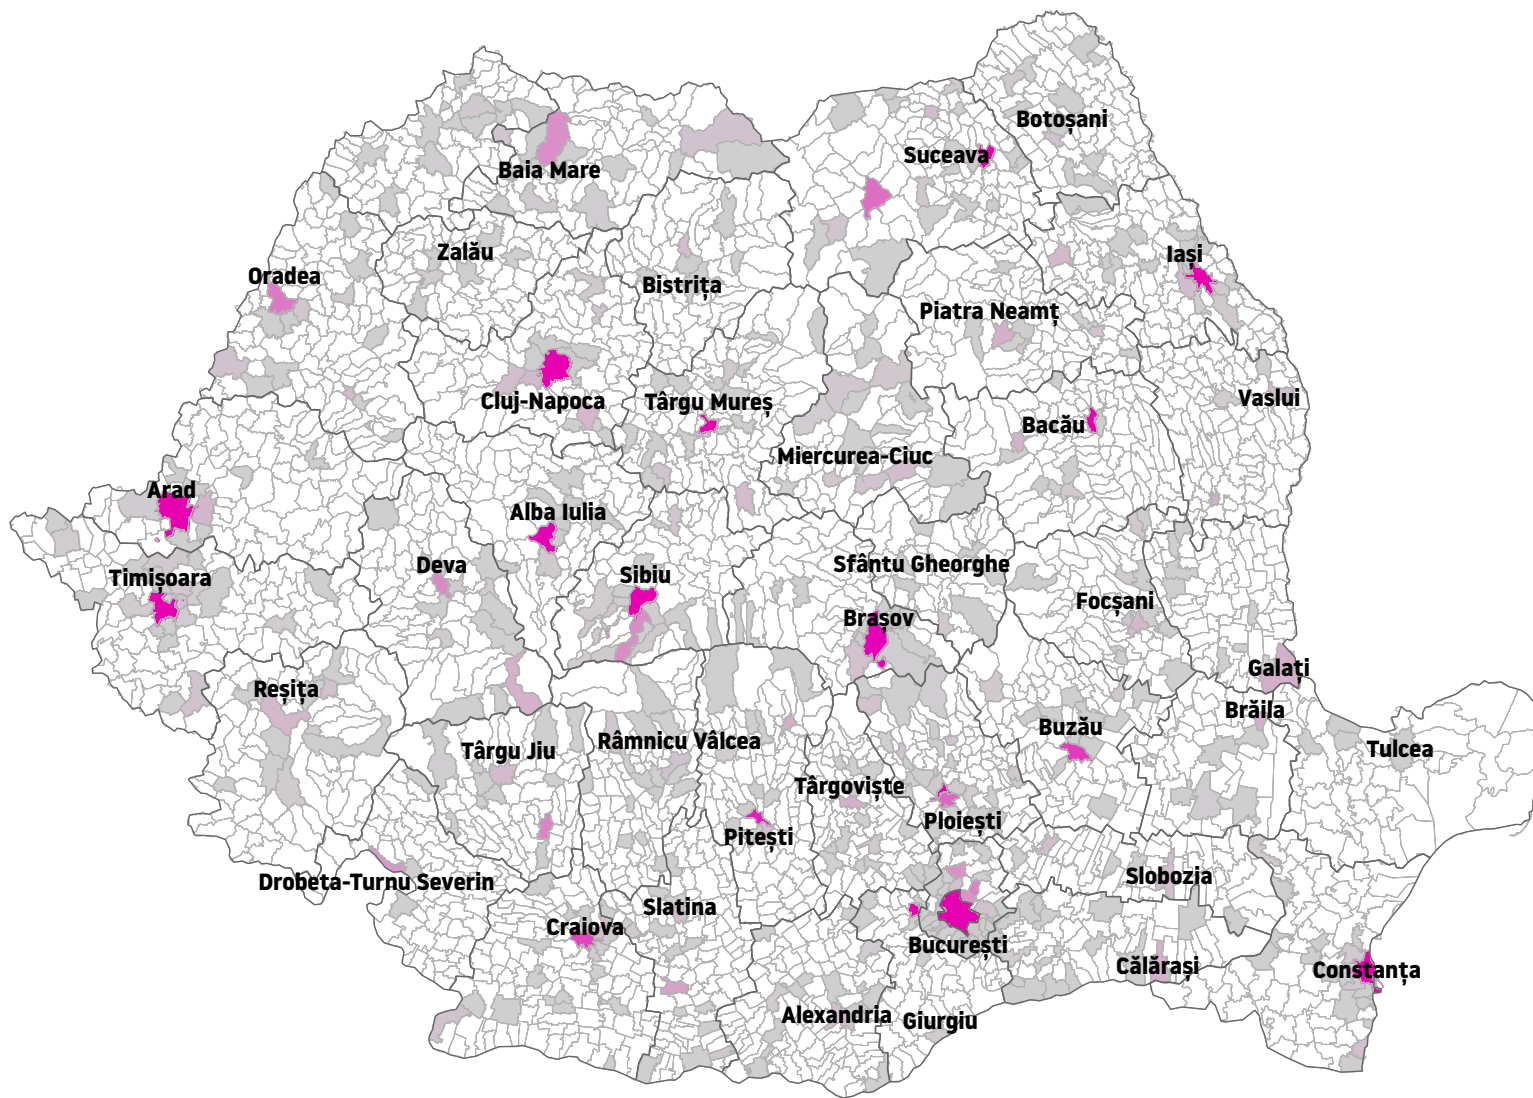 Botoșani
Suceava
Baia Mare
Zalău
Iași
Oradea
Bistrița
Piatra Neamț
Vaslui
Cluj-Napoca
Târgu Mureș
Bacău
Miercurea-Ciuc
Arad
Alba Iulia
Deva
Sfântu Gheorghe
Timișoara
Sibiu
Focșani
Brașov
Galați
Reșița
Brăila
Buzău
Râmnicu Vâlcea
Tulcea
Târgu Jiu
Târgoviște
Ploiești
Pitești
Slobozia
Drobeta-Turnu Severin
Slatina
Craiova
București
Călărași
Constanța
Alexandria
Giurgiu